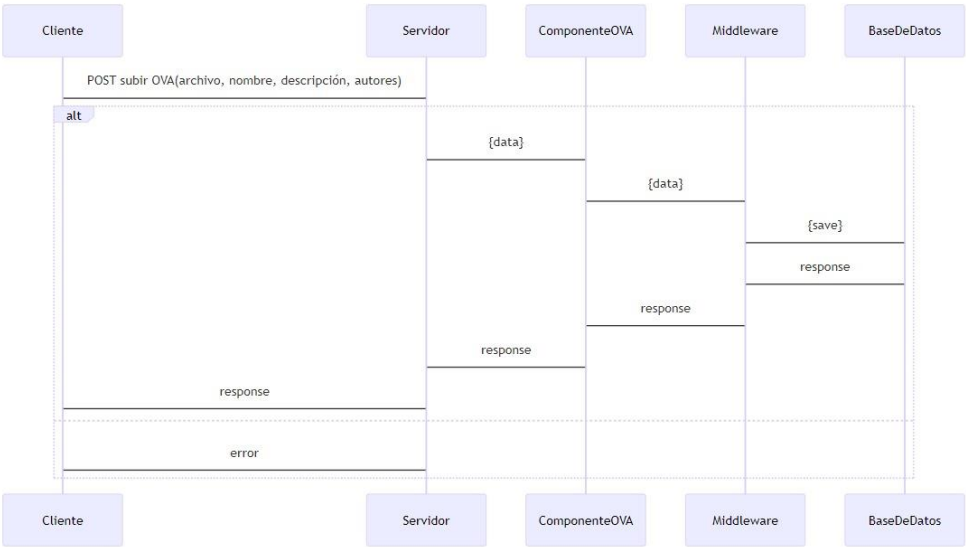 Cliente
Servidor
ComponenteOVA
Middleware
BaseDeDatos
POST subir OVA(archivo, nombre, descripción, autores)
alt
{data}
{data}
{save}
response
response
response
response
error
Cliente
Servidor
ComponenteOVA
Middleware
BaseDeDatos